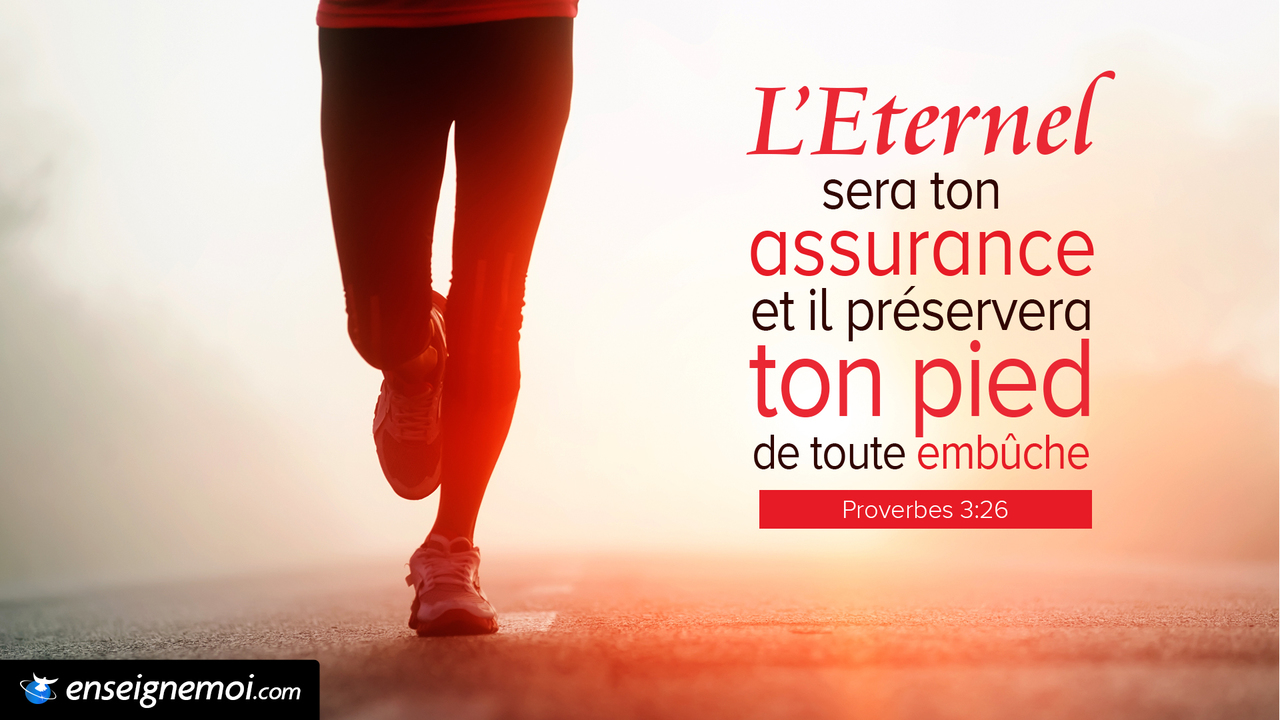 L’Eternel
sera ton
assurance
et il préservera
ton pied
de toute embûche
Proverbes 3:26
enseignemoi.com